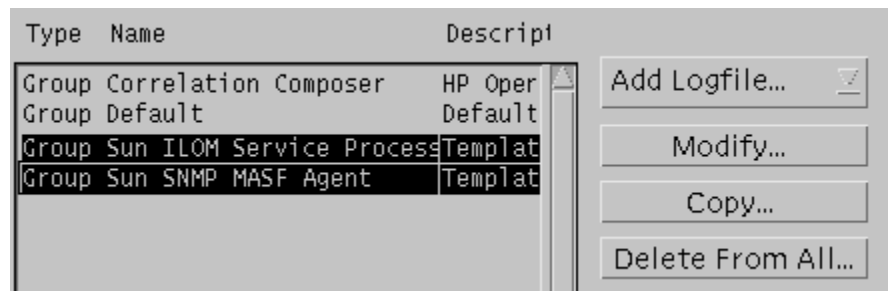 Type Name Descript
Group Correlation Composer HP Oper
Group Default Default
Group Sun ILOM Service Process Templat
Group Sun SNMP MASF Agent Templat
Add Logfile...
Modify...
Copy...
Delete From All...